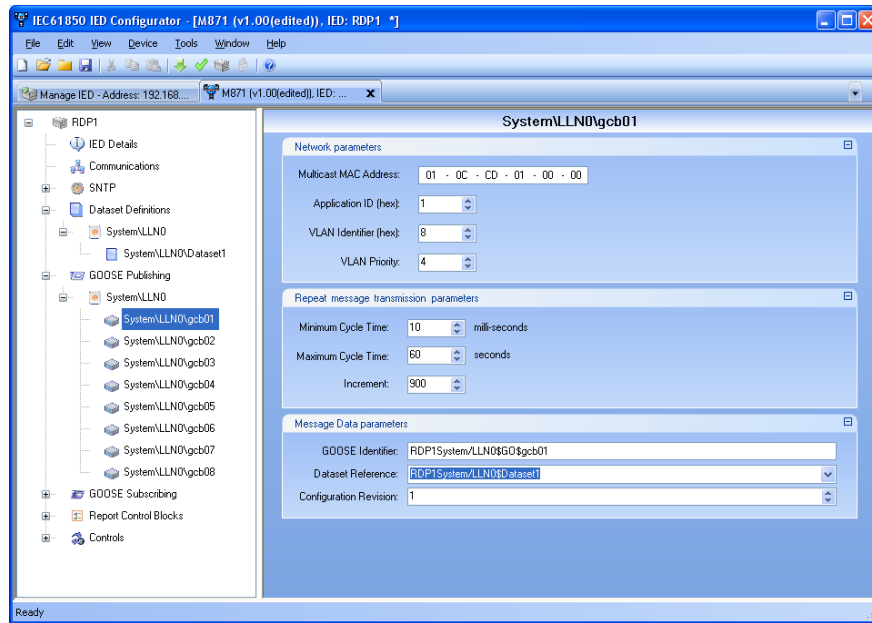 IEC61850 IED Configurator - [M871 (v1.00(edited)), IED: RDP1 *]
File Edit View Device Tools Window Help
Manage IED - Address: 192.168.... M871 (v1.00(edited)), IED: ... X
RDP1
IED Details
Communications
SNTP
Dataset Definitions
System\LLN0
System\LLN0\Dataset1
GOOSE Publishing
System\LLN0
System\LLN0\gcb01
System\LLN0\gcb02
System\LLN0\gcb03
System\LLN0\gcb04
System\LLN0\gcb05
System\LLN0\gcb06
System\LLN0\gcb07
System\LLN0\gcb08
GOOSE Subscribing
Report Control Blocks
Controls
System\LLN0\gcb01
Network parameters
Multicast MAC Address: 01 - 0C - CD - 01 - 00 - 00
Application ID (hex): 1
VLAN Identifier (hex): 8
VLAN Priority: 4
Repeat message transmission parameters
Minimum Cycle Time: 10 milli-seconds
Maximum Cycle Time: 60 seconds
Increment: 900
Message Data parameters
GOOSE Identifier: RDP1System/LLN0$GO$gcb01
Dataset Reference: RDP1System/LLN0$Dataset1
Configuration Revision: 1
Ready